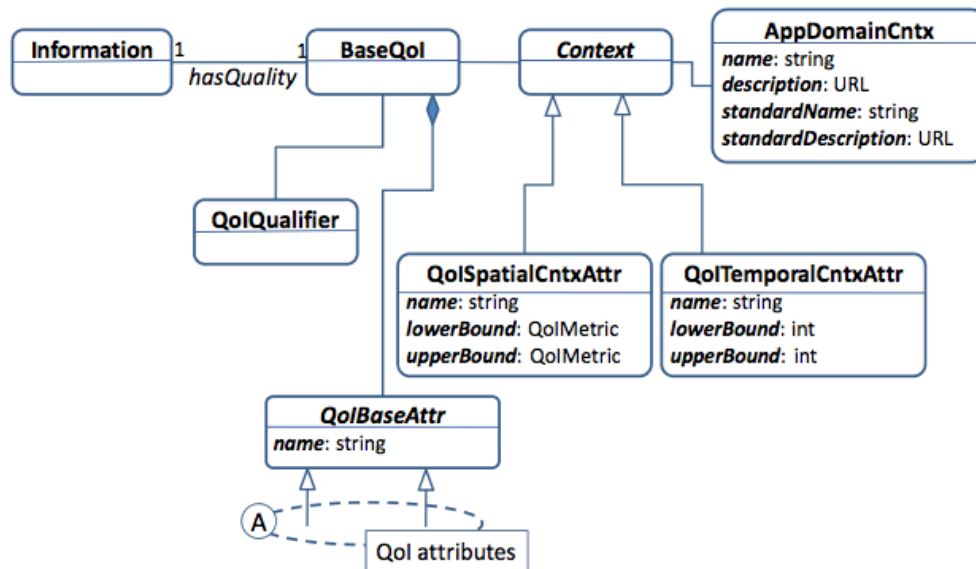 Information
1
1
hasQuality
BaseQoI
Context
AppDomainCntx
name: string
description: URL
standardName: string
standardDescription: URL
QoIQualifier
QoISpatialCntxAttr
name: string
lowerBound: QoIMetric
upperBound: QoIMetric
QoITemporalCntxAttr
name: string
lowerBound: int
upperBound: int
QoIBaseAttr
name: string
A
QoI attributes